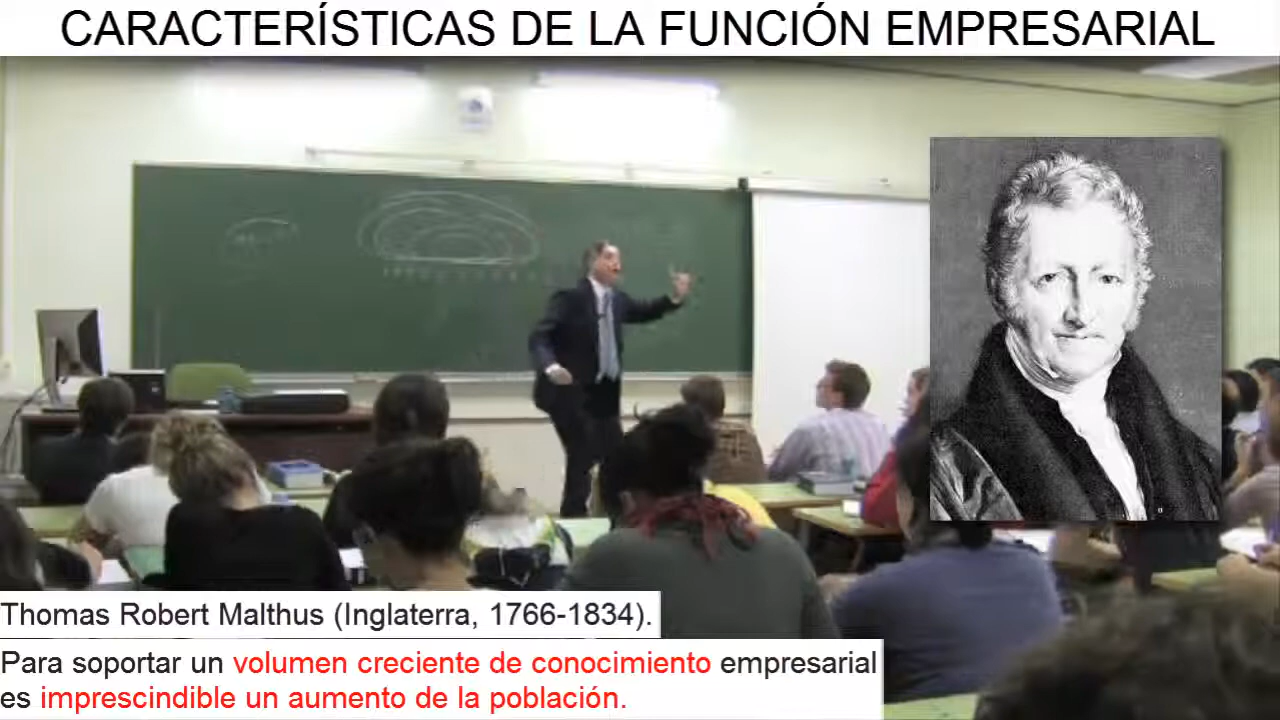 CARACTERÍSTICAS DE LA FUNCIÓN EMPRESARIAL
Thomas Robert Malthus (Inglaterra, 1766-1834).
Para soportar un volumen creciente de conocimiento empresarial
es imprescindible un aumento de la población.